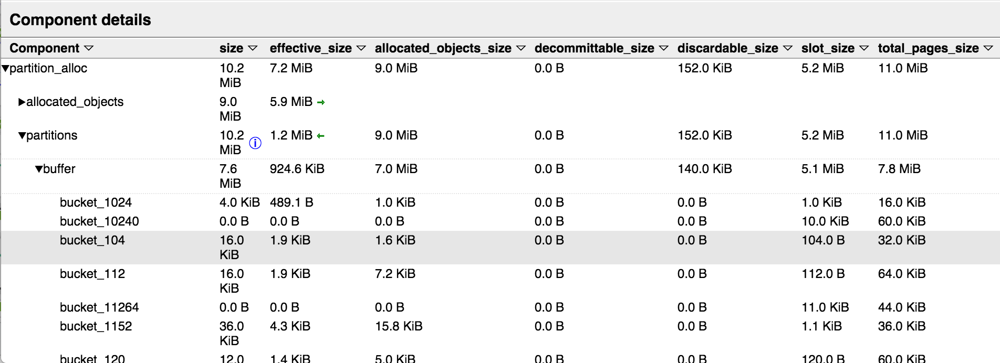 Component details
Component ▽ size ▽ effective_size ▽ allocated_objects_size ▽ decommittable_size ▽ discardable_size ▽ slot_size ▽ total_pages_size ▽
▼partition_alloc 10.2 MiB 7.2 MiB 9.0 MiB 0.0 B 152.0 KiB 5.2 MiB 11.0 MiB
▶allocated_objects 9.0 MiB 5.9 MiB →
▼partitions 10.2 MiB ⓘ 1.2 MiB ← 9.0 MiB 0.0 B 152.0 KiB 5.2 MiB 11.0 MiB
▼buffer 7.6 MiB 924.6 KiB 7.0 MiB 0.0 B 140.0 KiB 5.1 MiB 7.8 MiB
bucket_1024 4.0 KiB 489.1 B 1.0 KiB 0.0 B 0.0 B 1.0 KiB 16.0 KiB
bucket_10240 0.0 B 0.0 B 0.0 B 0.0 B 0.0 B 10.0 KiB 60.0 KiB
bucket_104 16.0 KiB 1.9 KiB 1.6 KiB 0.0 B 0.0 B 104.0 B 32.0 KiB
bucket_112 16.0 KiB 1.9 KiB 7.2 KiB 0.0 B 0.0 B 112.0 B 64.0 KiB
bucket_11264 0.0 B 0.0 B 0.0 B 0.0 B 0.0 B 11.0 KiB 44.0 KiB
bucket_1152 36.0 KiB 4.3 KiB 15.8 KiB 0.0 B 0.0 B 1.1 KiB 36.0 KiB
bucket_120 12.0 1.4 KiB 5.0 KiB 0.0 B 0.0 B 120.0 B 60.0 KiB